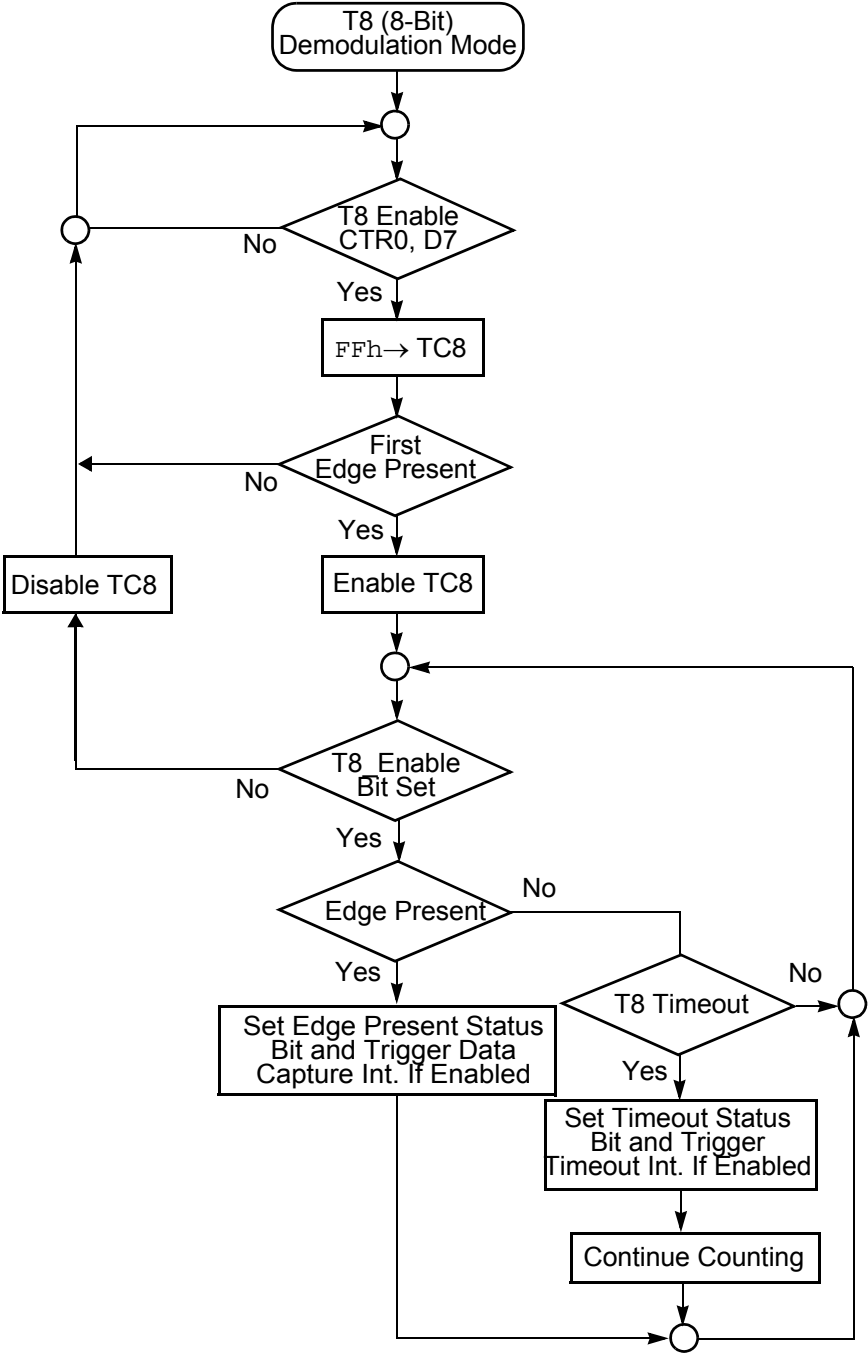 T8 (8-Bit)
Demodulation Mode
T8 Enable
CTR0, D7
No
Yes
FFh→ TC8
First
Edge Present
No
Yes
Disable TC8
Enable TC8
T8_Enable
Bit Set
No
Yes
Edge Present
No
Yes
T8 Timeout
No
Set Edge Present Status
Bit and Trigger Data
Capture Int. If Enabled
Yes
Set Timeout Status
Bit and Trigger
Timeout Int. If Enabled
Continue Counting